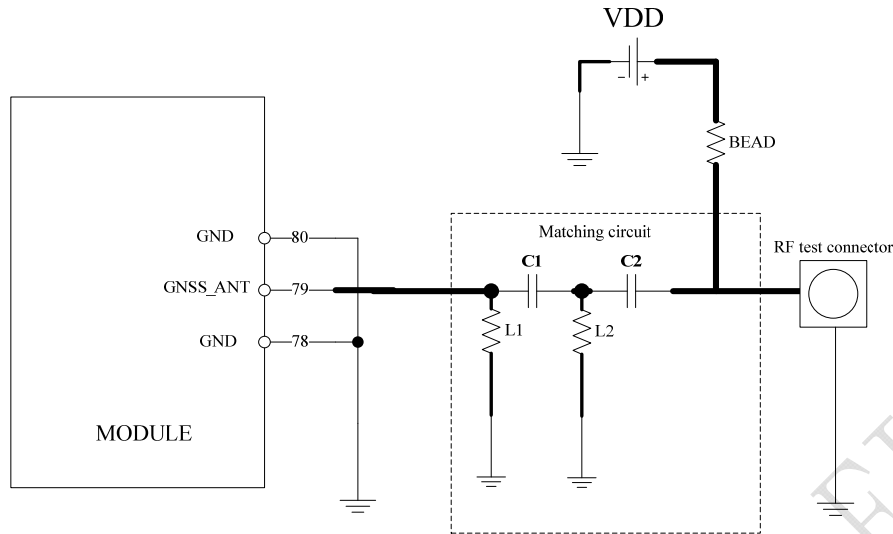 VDD
− +
BEAD
Matching circuit
RF test connector
C1 C2
GND 80
GNSS_ANT 79
L1 L2
GND 78
MODULE